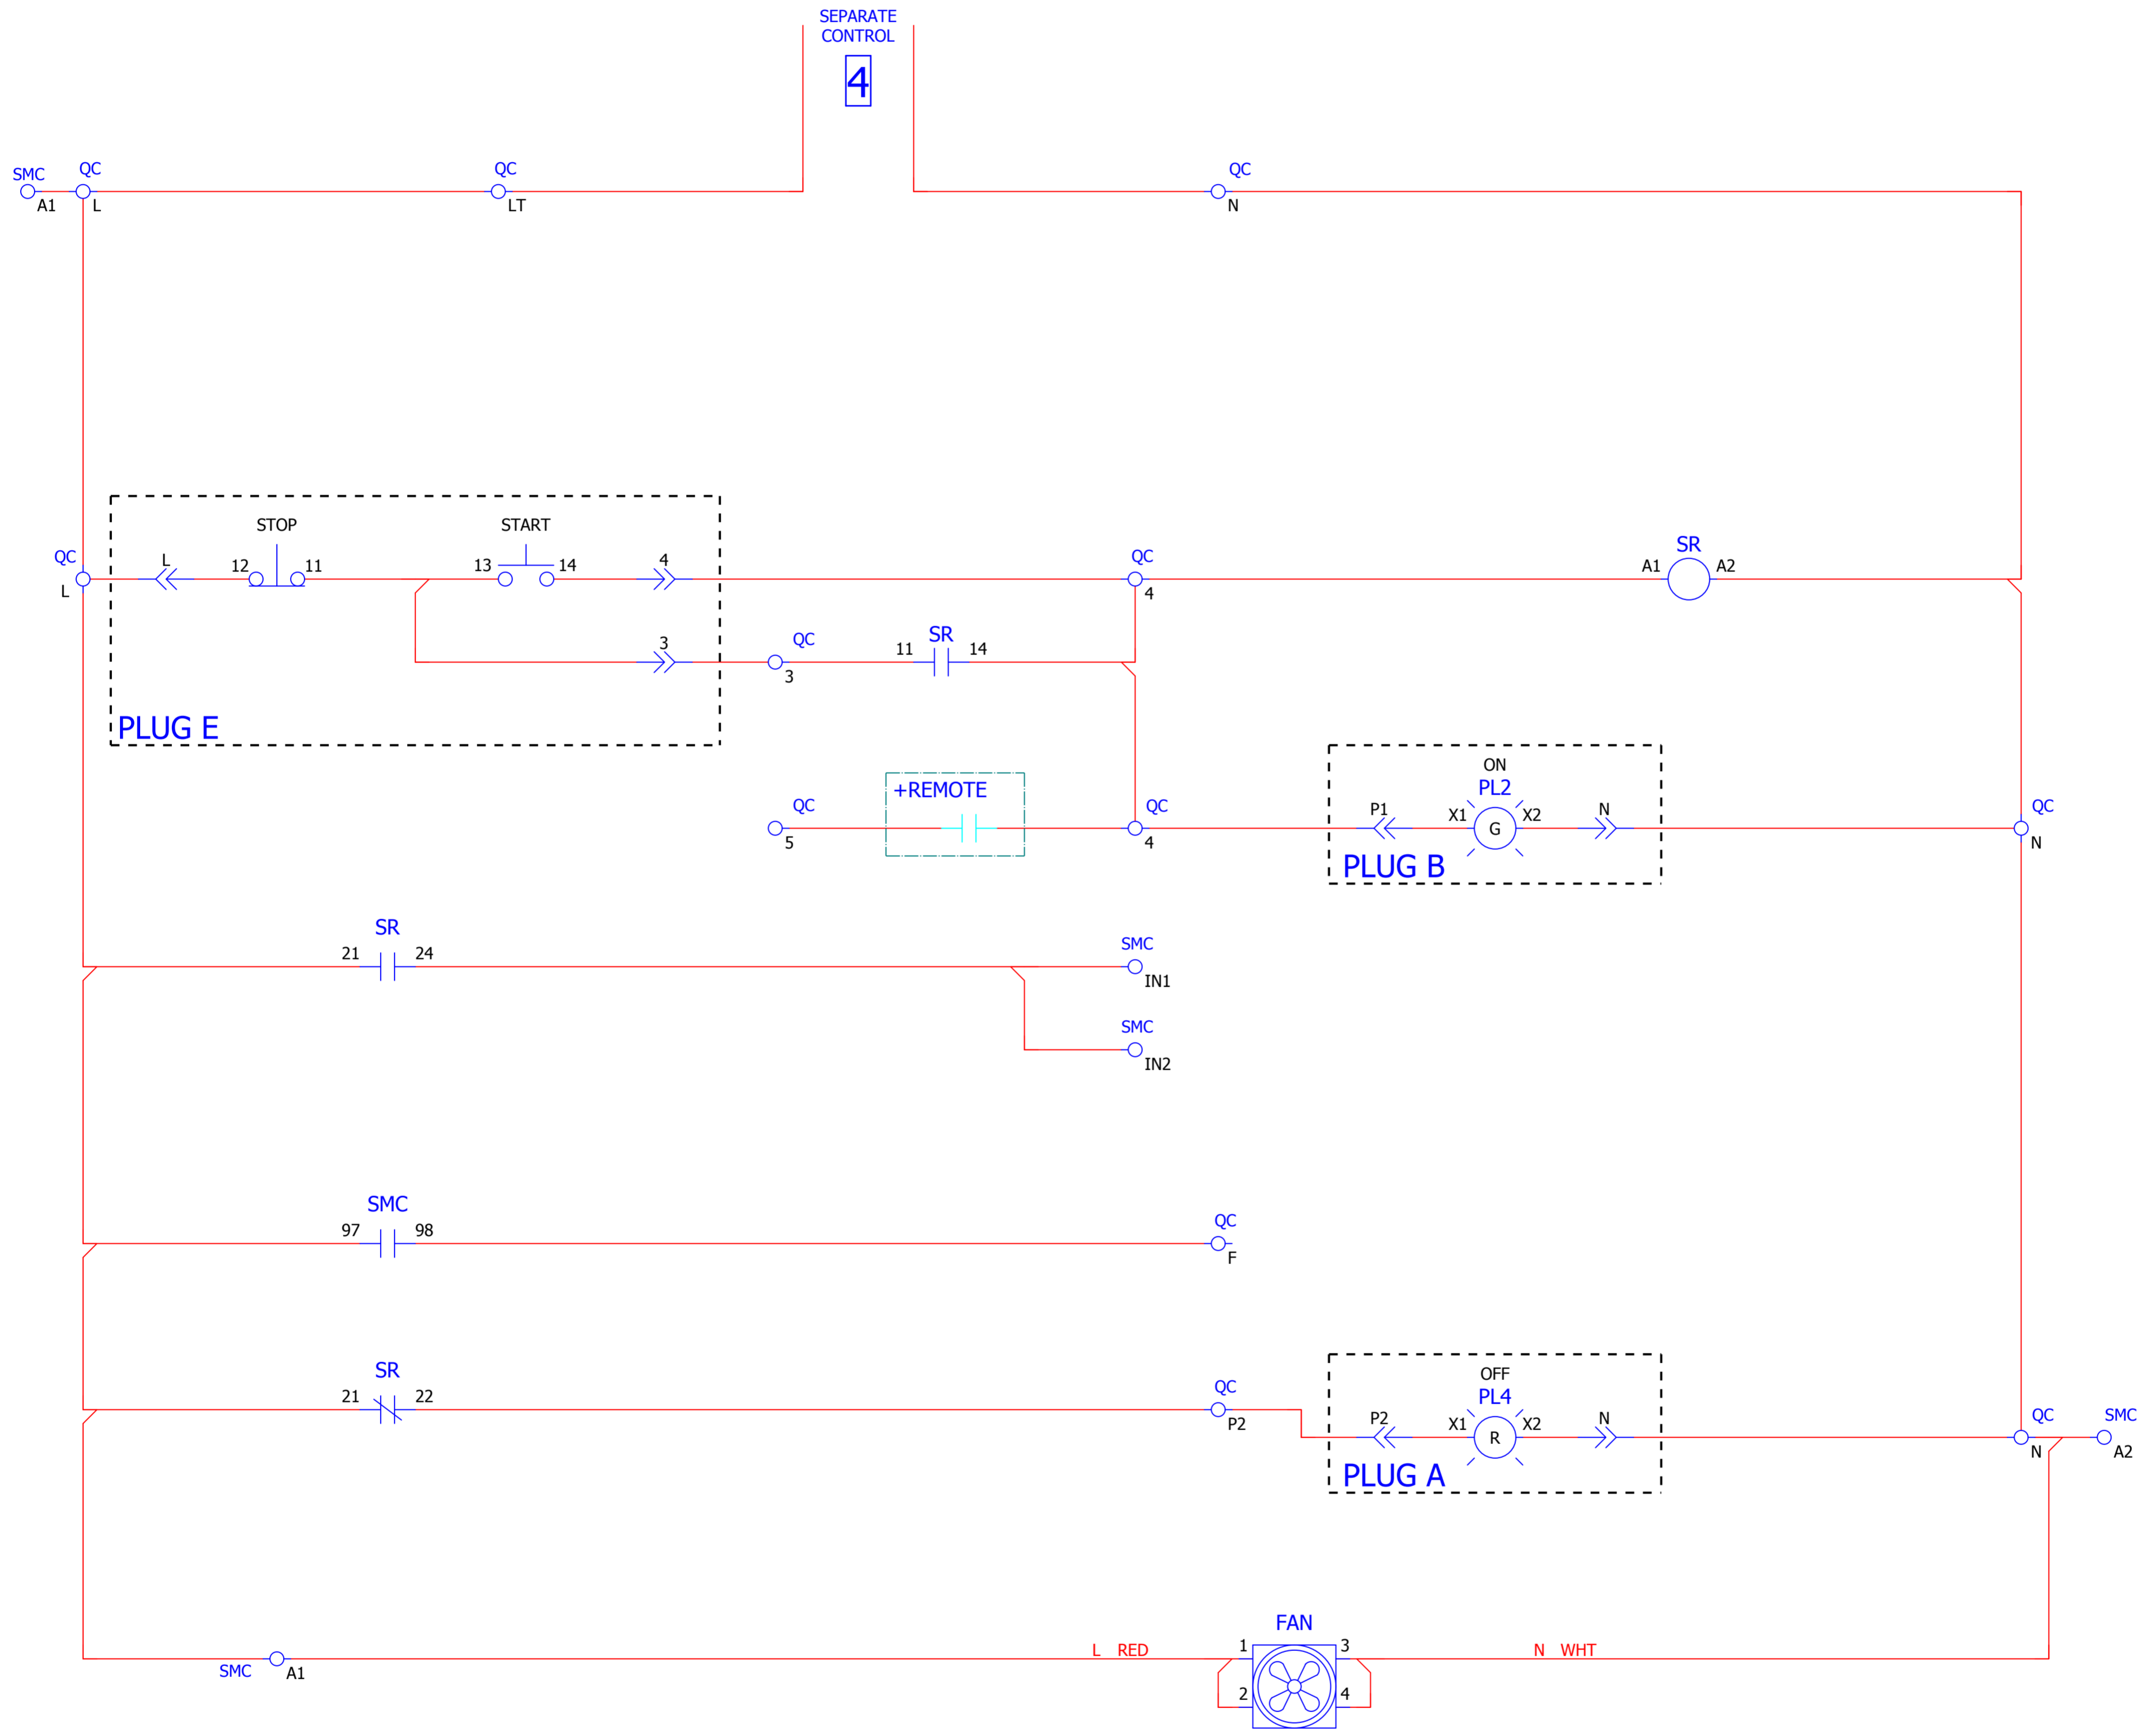 SEPARATE
CONTROL
4
SMC
A1
QC
L
QC
LT
QC
N
QC
L
L
STOP
12
11
START
13
14
4
3
PLUG E
QC
4
SR
A1
A2
QC
3
SR
11
14
QC
5
+REMOTE
QC
4
ON
PL2
P1
X1
G
X2
N
PLUG B
QC
N
SR
21
24
SMC
IN1
SMC
IN2
SMC
97
98
QC
F
SR
21
22
QC
P2
OFF
PL4
P2
X1
R
X2
N
PLUG A
QC
N
SMC
A2
SMC
A1
L RED
FAN
1
2
3
4
N WHT